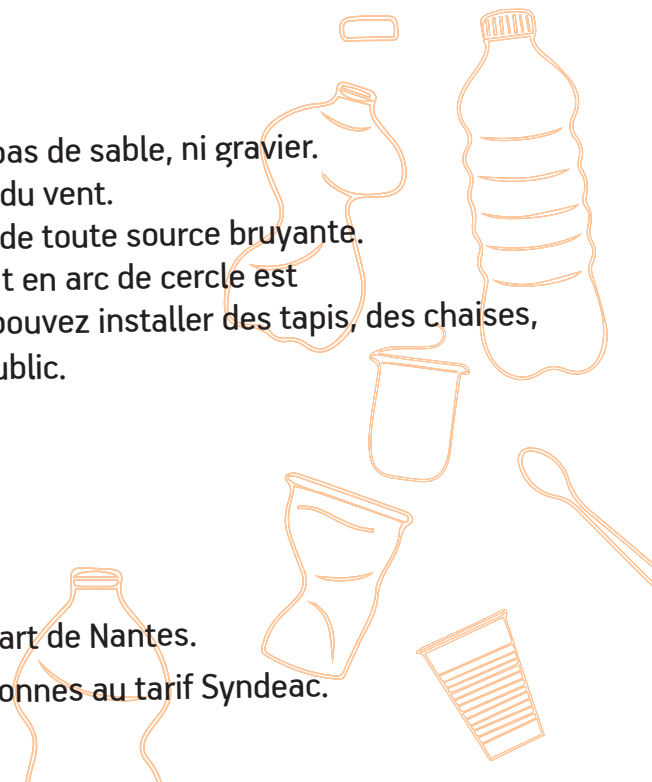 pas de sable, ni gravier.
du vent.
de toute source bruyante.
t en arc de cercle est
pouvez installer des tapis, des chaises,
ublic.
art de Nantes.
onnes au tarif Syndeac.